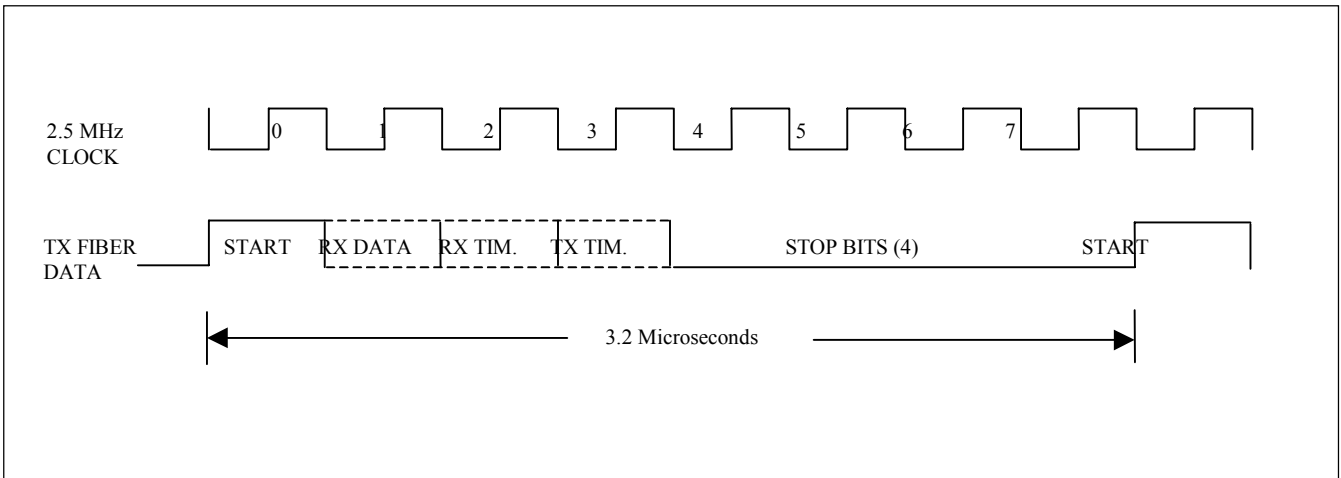 2.5 MHz
CLOCK
0 1 2 3 4 5 6 7
TX FIBER
DATA
START RX DATA RX TIM. TX TIM. STOP BITS (4) START
3.2 Microseconds